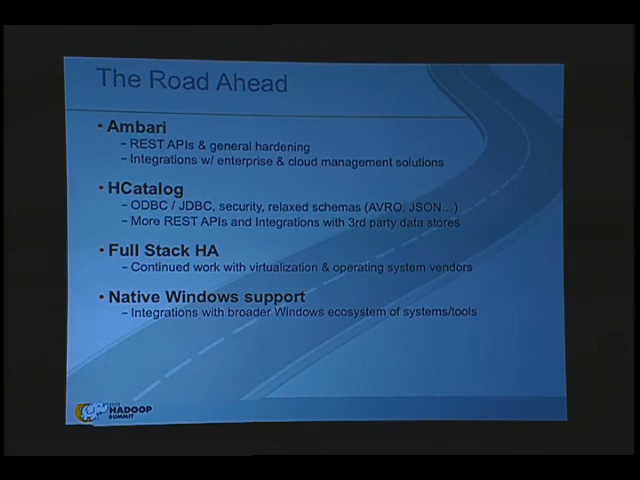 The Road Ahead
• Ambari
– REST APIs & general hardening
– Integrations w/ enterprise & cloud management solutions
• HCatalog
– ODBC / JDBC, security, relaxed schemas (AVRO, JSON...)
– More REST APIs and Integrations with 3rd party data stores
• Full Stack HA
– Continued work with virtualization & operating system vendors
• Native Windows support
– Integrations with broader Windows ecosystem of systems/tools
HADOOP
SUMMIT